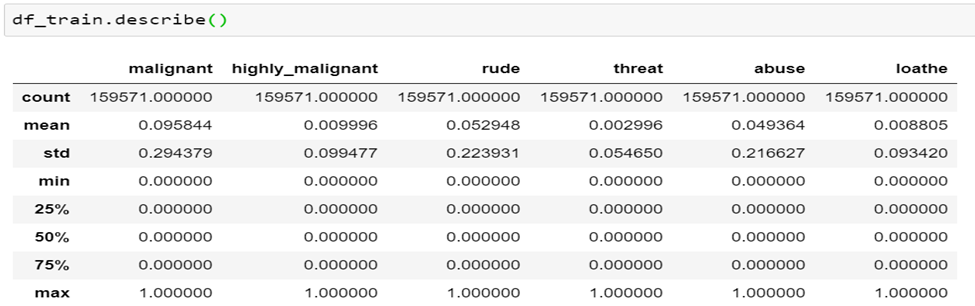 df_train.describe()
malignant highly_malignant rude threat abuse loathe
count 159571.000000 159571.000000 159571.000000 159571.000000 159571.000000 159571.000000
mean 0.095844 0.009996 0.052948 0.002996 0.049364 0.008805
std 0.294379 0.099477 0.223931 0.054650 0.216627 0.093420
min 0.000000 0.000000 0.000000 0.000000 0.000000 0.000000
25% 0.000000 0.000000 0.000000 0.000000 0.000000 0.000000
50% 0.000000 0.000000 0.000000 0.000000 0.000000 0.000000
75% 0.000000 0.000000 0.000000 0.000000 0.000000 0.000000
max 1.000000 1.000000 1.000000 1.000000 1.000000 1.000000